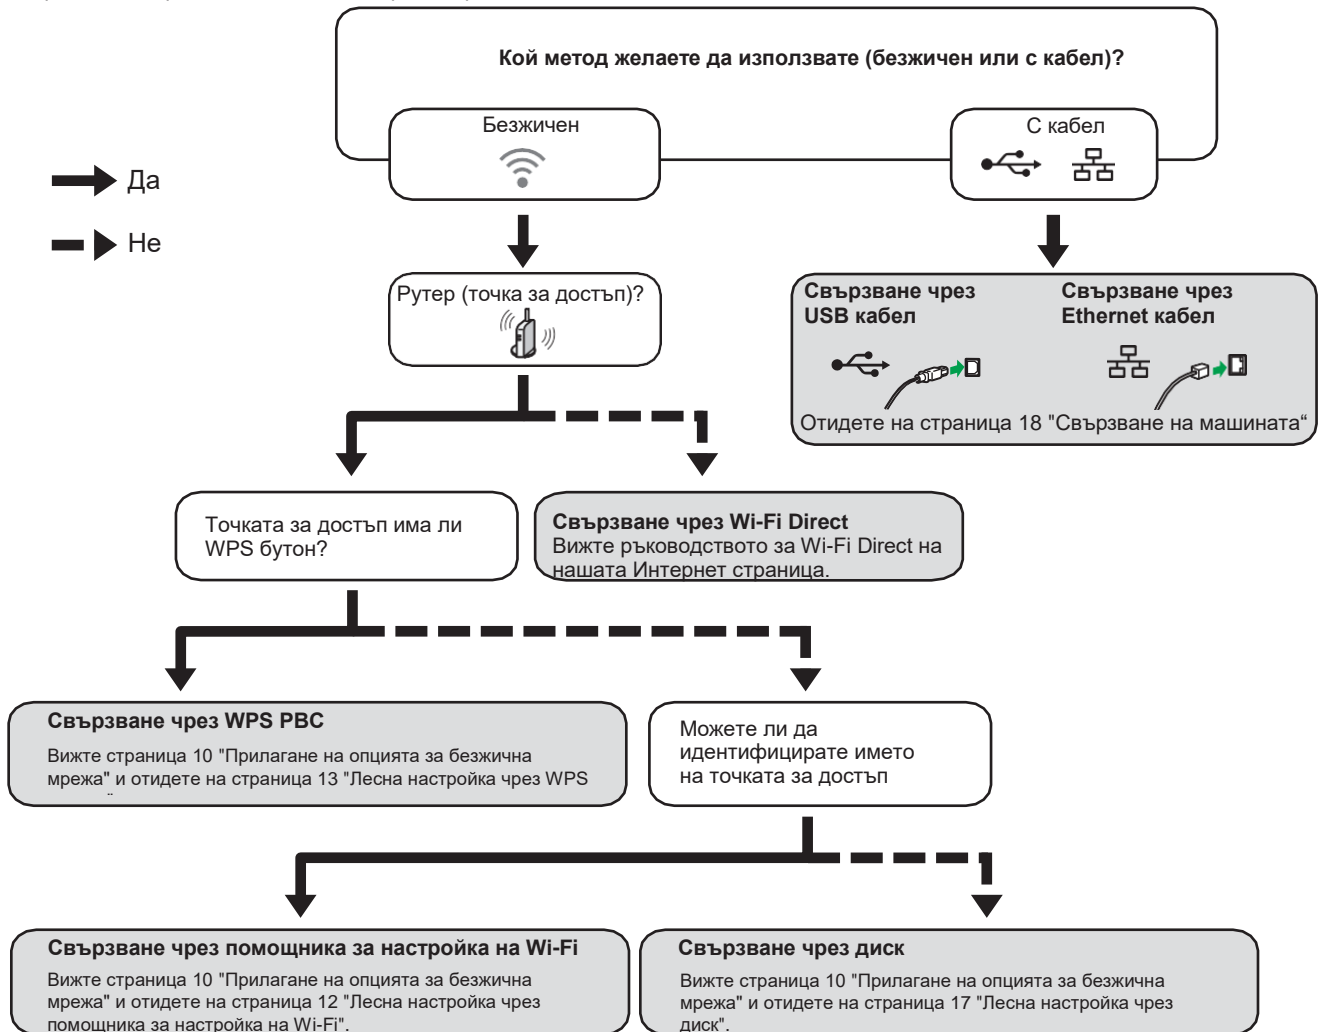 Кой метод желаете да използвате (безжичен или с кабел)?
Безжичен
С кабел
Да
Не
Рутер (точка за достъп)?
Свързване чрез
USB кабел
Свързване чрез
Ethernet кабел
Отидете на страница 18 "Свързване на машината“
Точката за достъп има ли
WPS бутон?
Свързване чрез Wi-Fi Direct
Вижте ръководството за Wi-Fi Direct на
нашата Интернет страница.
Свързване чрез WPS PBC
Вижте страница 10 "Прилагане на опцията за безжична
мрежа" и отидете на страница 13 "Лесна настройка чрез WPS
Можете ли да
идентифицирате името
на точката за достъп
Свързване чрез помощника за настройка на Wi-Fi
Вижте страница 10 "Прилагане на опцията за безжична
мрежа" и отидете на страница 12 "Лесна настройка чрез
помощника за настройка на Wi-Fi".
Свързване чрез диск
Вижте страница 10 "Прилагане на опцията за безжична
мрежа" и отидете на страница 17 "Лесна настройка чрез
диск".